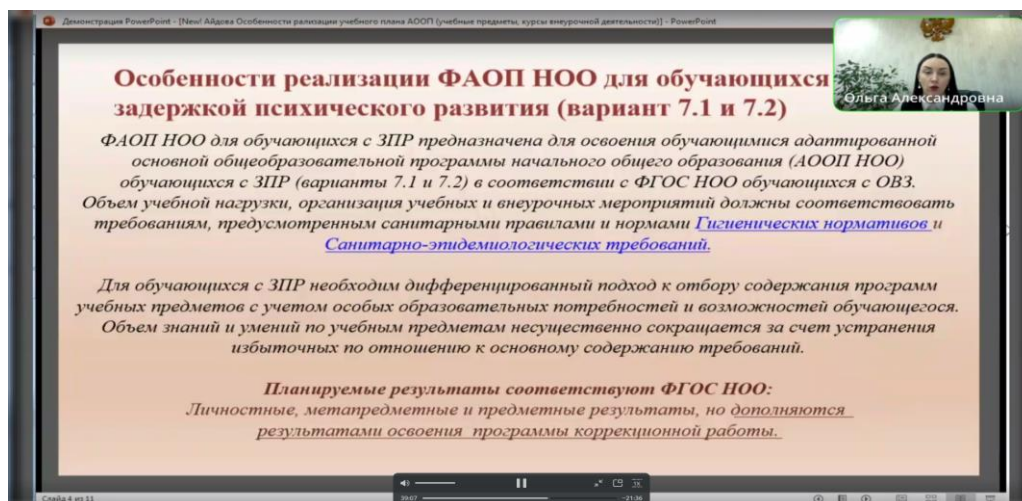 Демонстрация PowerPoint - [New! Айдова Особенности рализации учебного плана АООП (учебные предметы, курсы внеурочной деятельности)] - PowerPoint
Особенности реализации ФАОП НОО для обучающихся
задержкой психического развития (вариант 7.1 и 7.2)
Ольга Александровна
ФАОП НОО для обучающихся с ЗПР предназначена для освоения обучающимися адаптированной
основной общеобразовательной программы начального общего образования (АООП НОО)
обучающихся с ЗПР (варианты 7.1 и 7.2) в соответствии с ФГОС НОО обучающихся с ОВЗ.
Объем учебной нагрузки, организация учебных и внеурочных мероприятий должны соответствовать
требованиям, предусмотренным санитарными правилами и нормами Гигиенических нормативов и
Санитарно-эпидемиологических требований.
Для обучающихся с ЗПР необходим дифференцированный подход к отбору содержания программ
учебных предметов с учетом особых образовательных потребностей и возможностей обучающегося.
Объем знаний и умений по учебным предметам несущественно сокращается за счет устранения
избыточных по отношению к основному содержанию требований.
Планируемые результаты соответствуют ФГОС НОО:
Личностные, метапредметные и предметные результаты, но дополняются
результатами освоения программы коррекционной работы.
Слайд 4 из 11
39:07
-21:36
1X